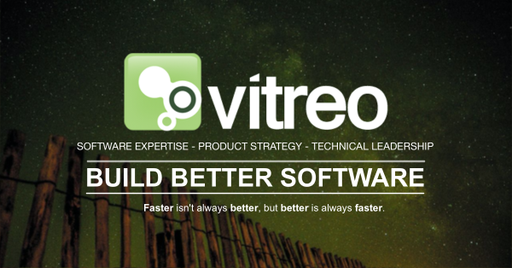 vitreo
SOFTWARE EXPERTISE - PRODUCT STRATEGY - TECHNICAL LEADERSHIP
BUILD BETTER SOFTWARE
Faster isn't always better, but better is always faster.